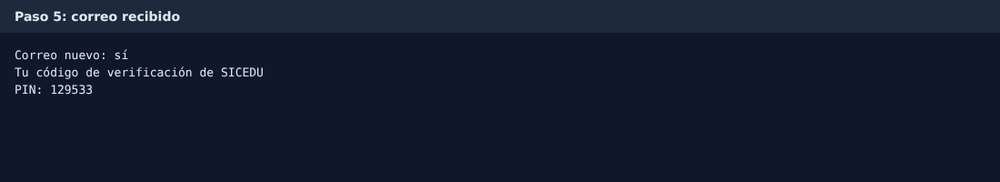 Paso 5: correo recibido
Correo nuevo: sí
Tu código de verificación de SICEDU
PIN: 129533